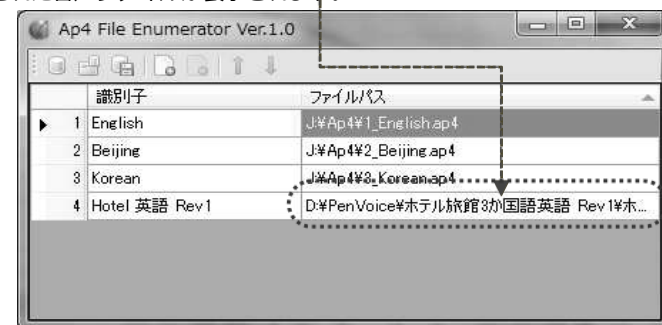 Ap4 File Enumerator Ver.1.0
識別子 ファイルパス
1 English J:¥Ap4¥1_English.ap4
2 Beijing J:¥Ap4¥2_Beijing.ap4
3 Korean J:¥Ap4¥3_Korean.ap4
4 Hotel 英語 Rev1 D:¥PenVoice¥ホテル旅館3か国語英語 Rev1¥ホ...